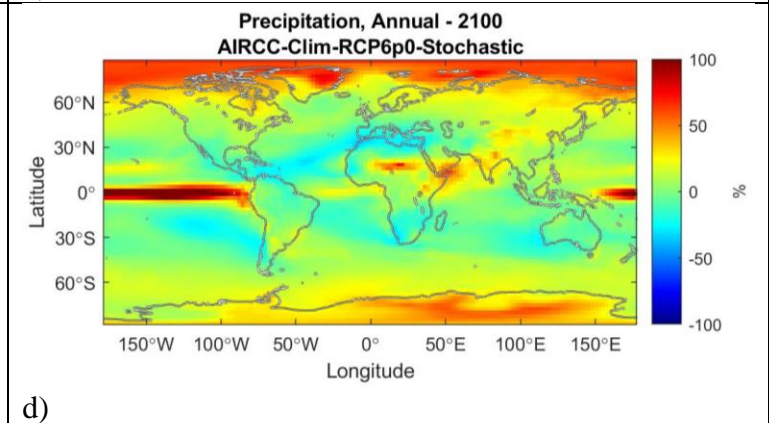 Precipitation, Annual - 2100
AIRCC-Clim-RCP6p0-Stochastic
Latitude
60°N
30°N
0°
30°S
60°S
150°W 100°W 50°W 0° 50°E 100°E 150°E
Longitude
100
50
0
-50
-100
%
d)